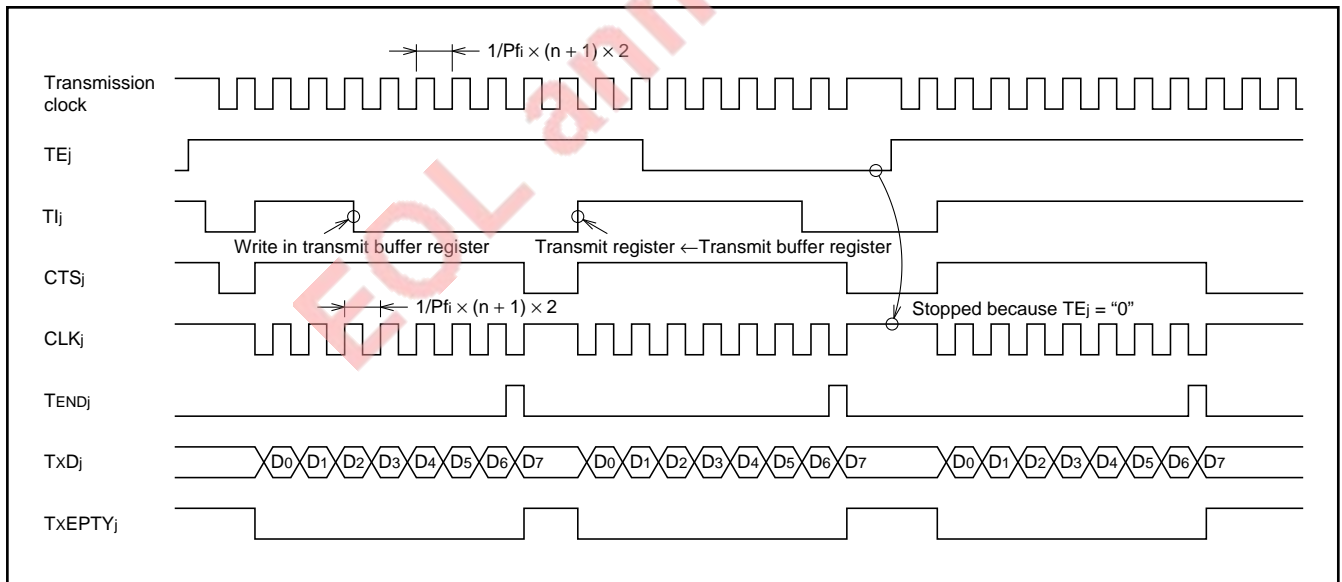 1/Pfi × (n + 1) × 2
Transmission
clock
TEj
TIj
Write in transmit buffer register
Transmit register ←Transmit buffer register
CTSj
1/Pfi × (n + 1) × 2
Stopped because TEj = “0”
CLKj
TENDj
TxDj
D0 D1 D2 D3 D4 D5 D6 D7 D0 D1 D2 D3 D4 D5 D6 D7 D0 D1 D2 D3 D4 D5 D6 D7
TxEPTYj
EOL ann